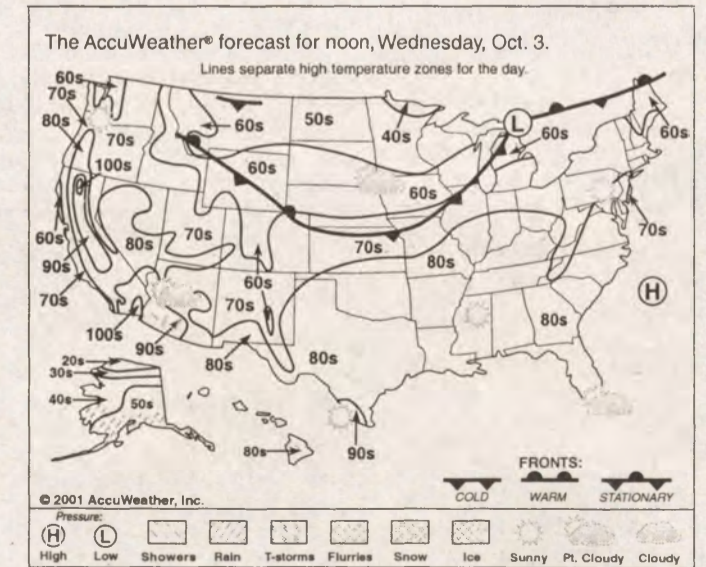 The AccuWeather® forecast for noon, Wednesday, Oct. 3.
Lines separate high temperature zones for the day.
60s
70s
80s
70s
100s
60s
90s
70s
80s
100s
90s
70s
60s
60s
50s
40s
60s
60s
70s
60s
70s
80s
80s
80s
60s
60s
70s
80s
90s
L
H
20s
30s
40s
50s
80s
FRONTS:
COLD WARM STATIONARY
© 2001 AccuWeather, Inc.
Pressure:
H L
High Low Showers Rain T-storms Flurries Snow Ice Sunny Pt. Cloudy Cloudy